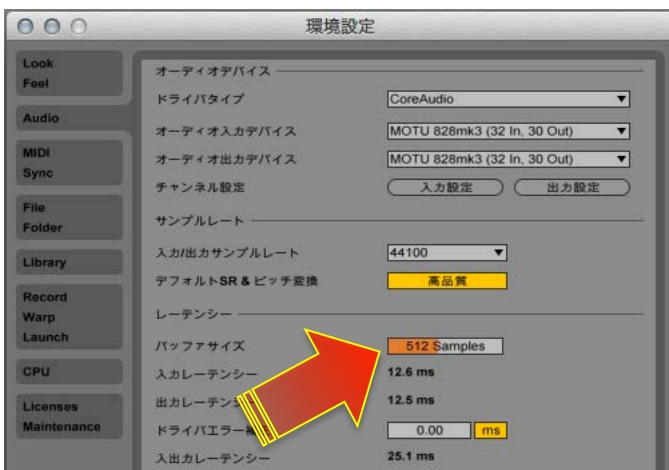 環境設定
Look
Feel
Audio
MIDI
Sync
File
Folder
Library
Record
Warp
Launch
CPU
Licenses
Maintenance
オーディオデバイス
ドライバタイプ CoreAudio
オーディオ入力デバイス MOTU 828mk3 (32 In, 30 Out)
オーディオ出力デバイス MOTU 828mk3 (32 In, 30 Out)
チャンネル設定 入力設定 出力設定
サンプルレート
入力/出力サンプルレート 44100
デフォルトSR & ピッチ変換 高品質
レーテンシー
バッファサイズ 512 Samples
入力レーテンシー 12.6 ms
出力レーテン 12.5 ms
ドライバエラー 0.00 ms
入出力レーテンシー 25.1 ms